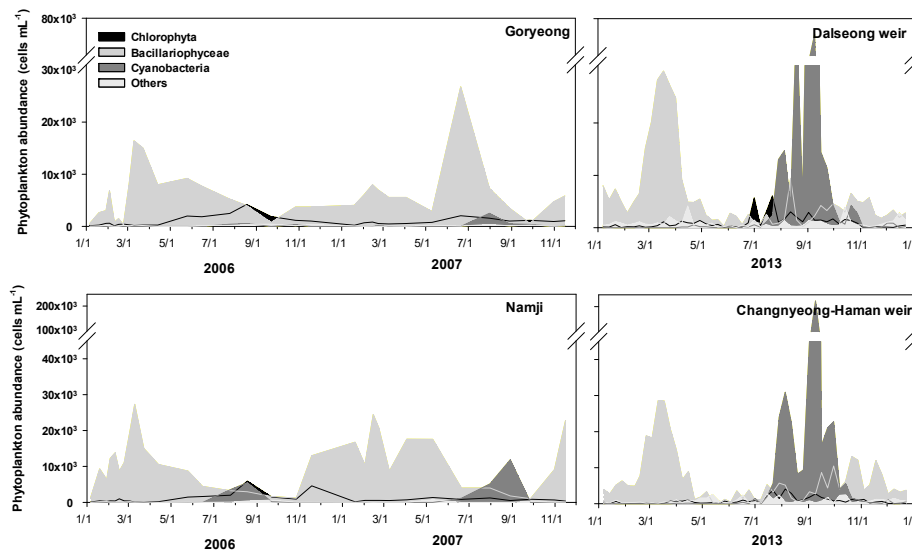 Phytoplankton abundance (cells mL⁻¹)
80x10³
30x10³
20x10³
10x10³
0
Chlorophyta
Bacillariophyceae
Cyanobacteria
Others
Goryeong
1/1 3/1 5/1 7/1 9/1 11/1 1/1 3/1 5/1 7/1 9/1 11/1
2006 2007
Dalseong weir
1/1 3/1 5/1 7/1 9/1 11/1 1/
2013
Phytoplankton abundance (cells mL⁻¹)
200x10³
100x10³
40x10³
30x10³
20x10³
10x10³
0
Namji
1/1 3/1 5/1 7/1 9/1 11/1 1/1 3/1 5/1 7/1 9/1 11/1
2006 2007
Changnyeong-Haman weir
1/1 3/1 5/1 7/1 9/1 11/1 1/
2013